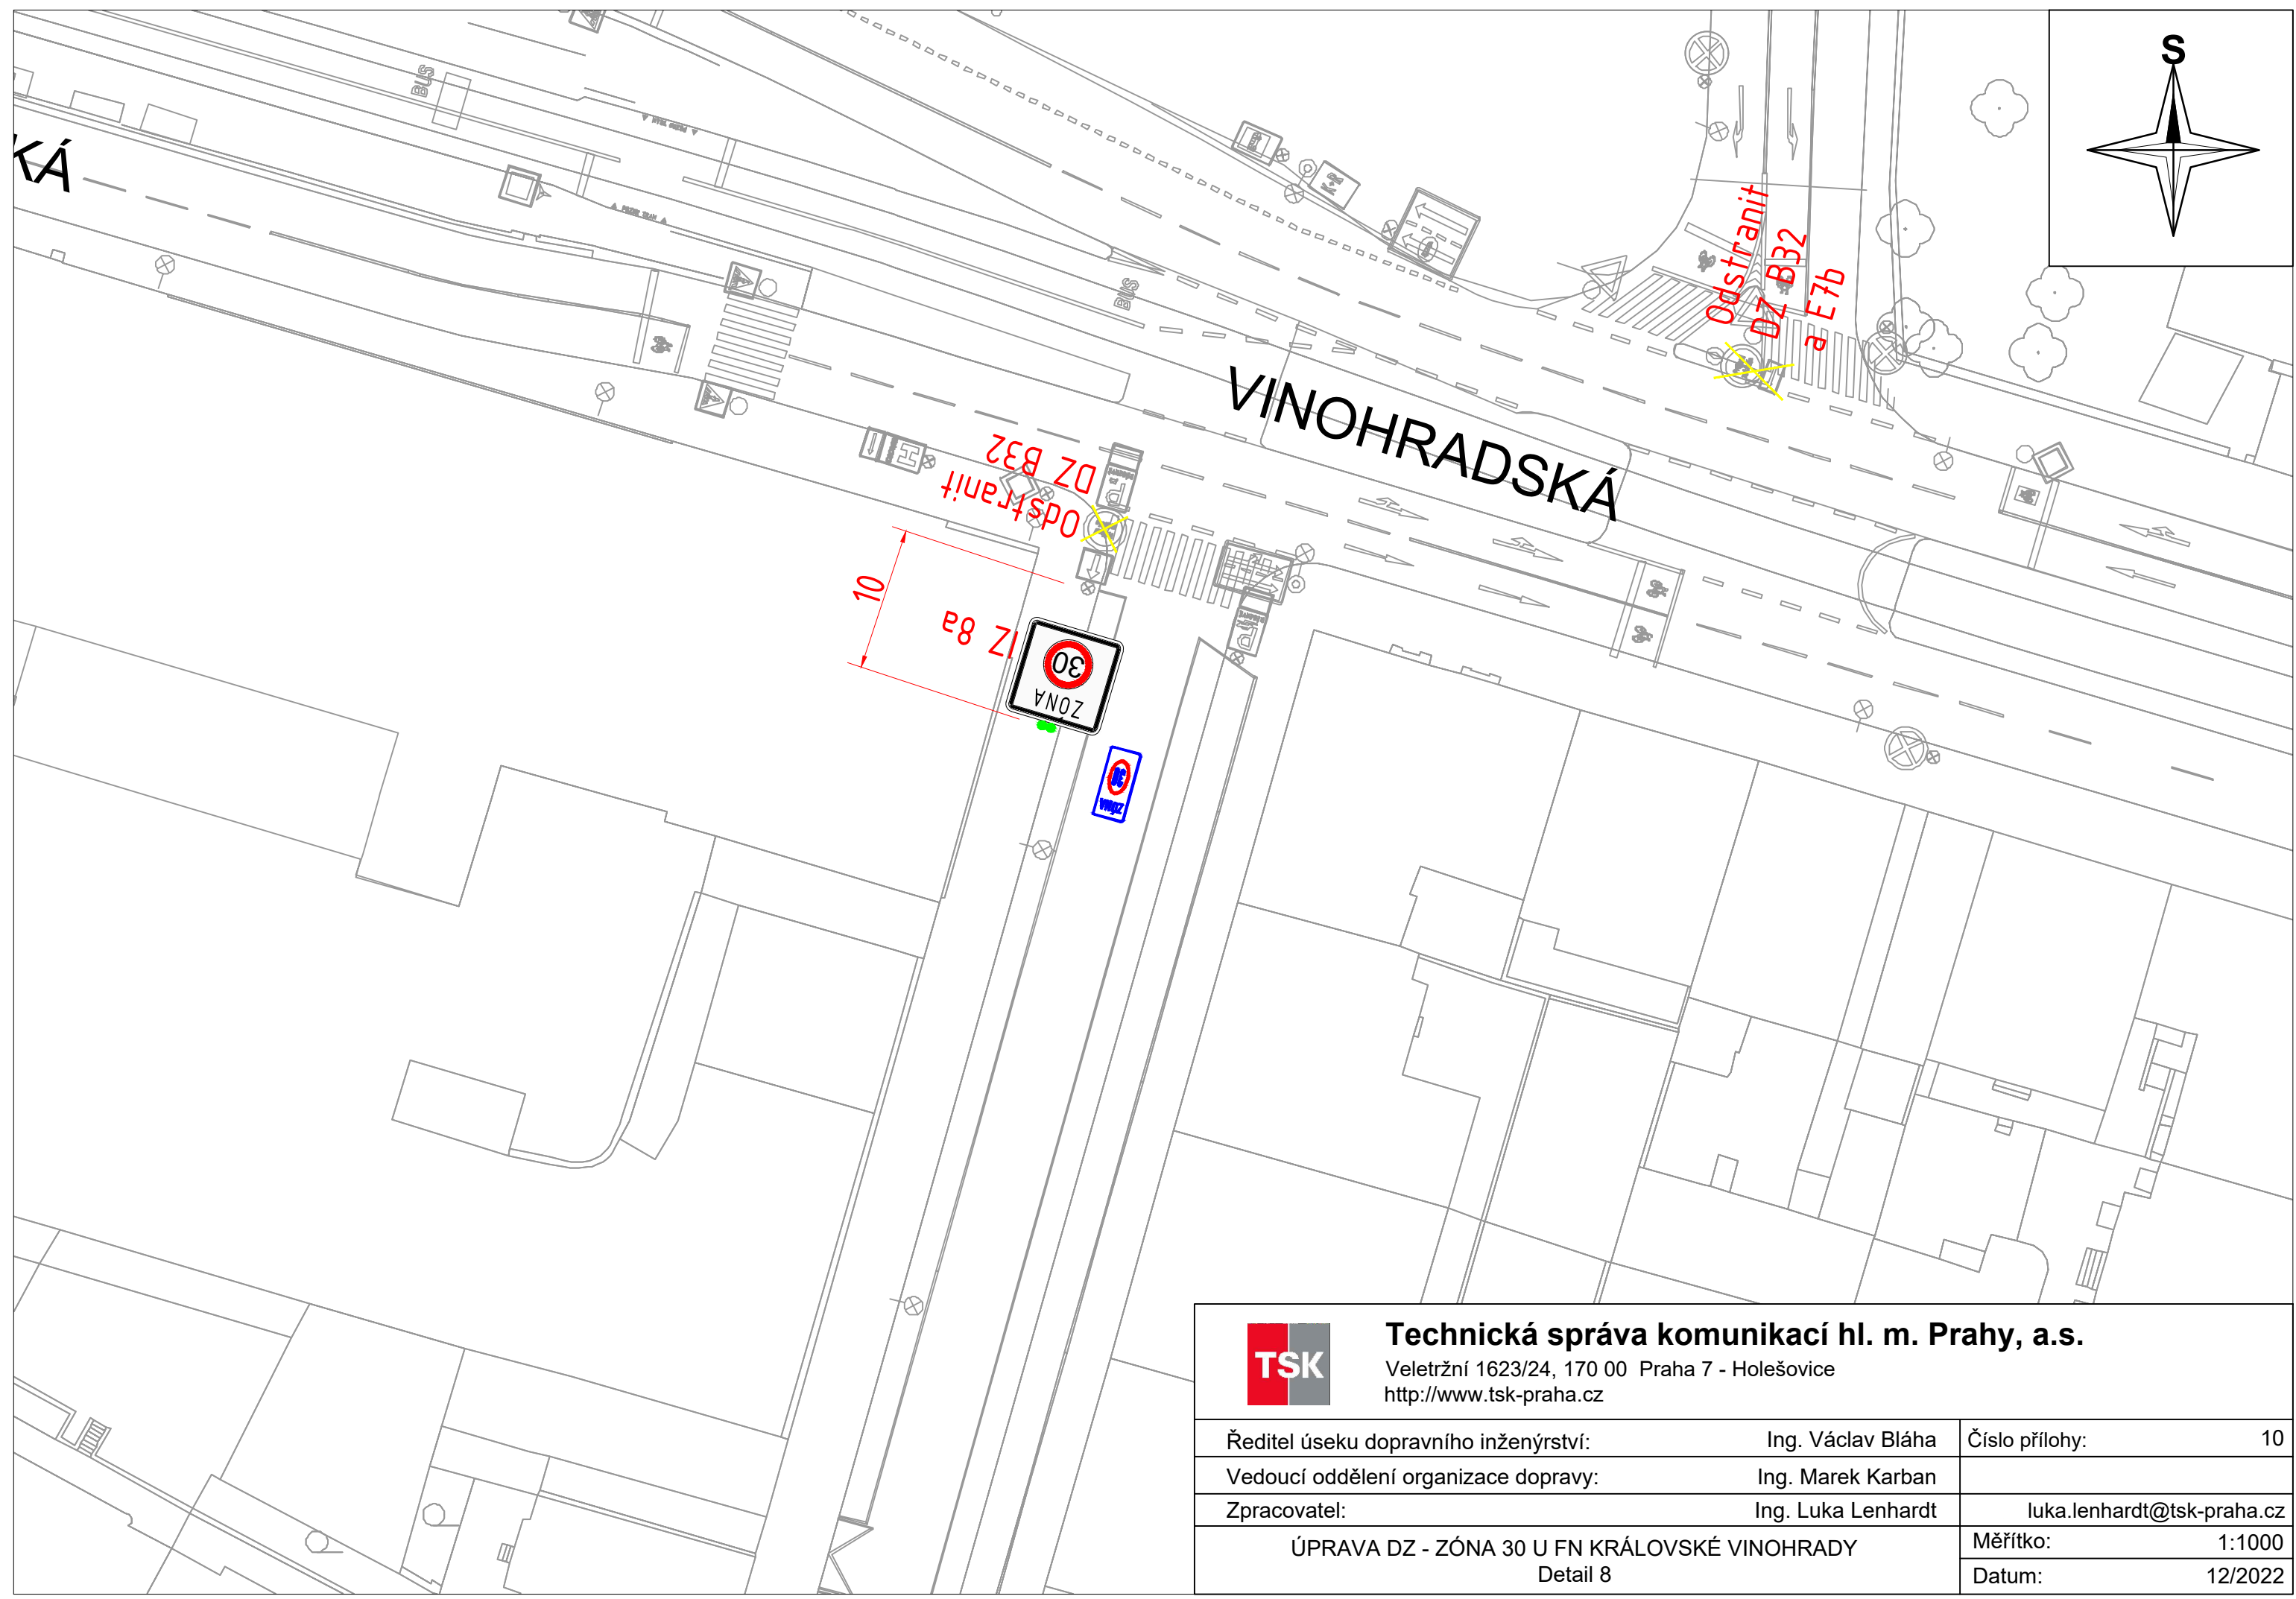 S
KÁ
BUS
BUS
Odstranit
DZ B32
a E7b
VINOHRADSKÁ
DZ B32
Odstranit
10
IZ 8a
30
ZÓNA
30
ZÓNA
TSK
Technická správa komunikací hl. m. Prahy, a.s.
Veletržní 1623/24, 170 00 Praha 7 - Holešovice
http://www.tsk-praha.cz
Ředitel úseku dopravního inženýrství: Ing. Václav Bláha Číslo přílohy: 10
Vedoucí oddělení organizace dopravy: Ing. Marek Karban
Zpracovatel: Ing. Luka Lenhardt luka.lenhardt@tsk-praha.cz
ÚPRAVA DZ - ZÓNA 30 U FN KRÁLOVSKÉ VINOHRADY
Detail 8
Měřítko: 1:1000
Datum: 12/2022